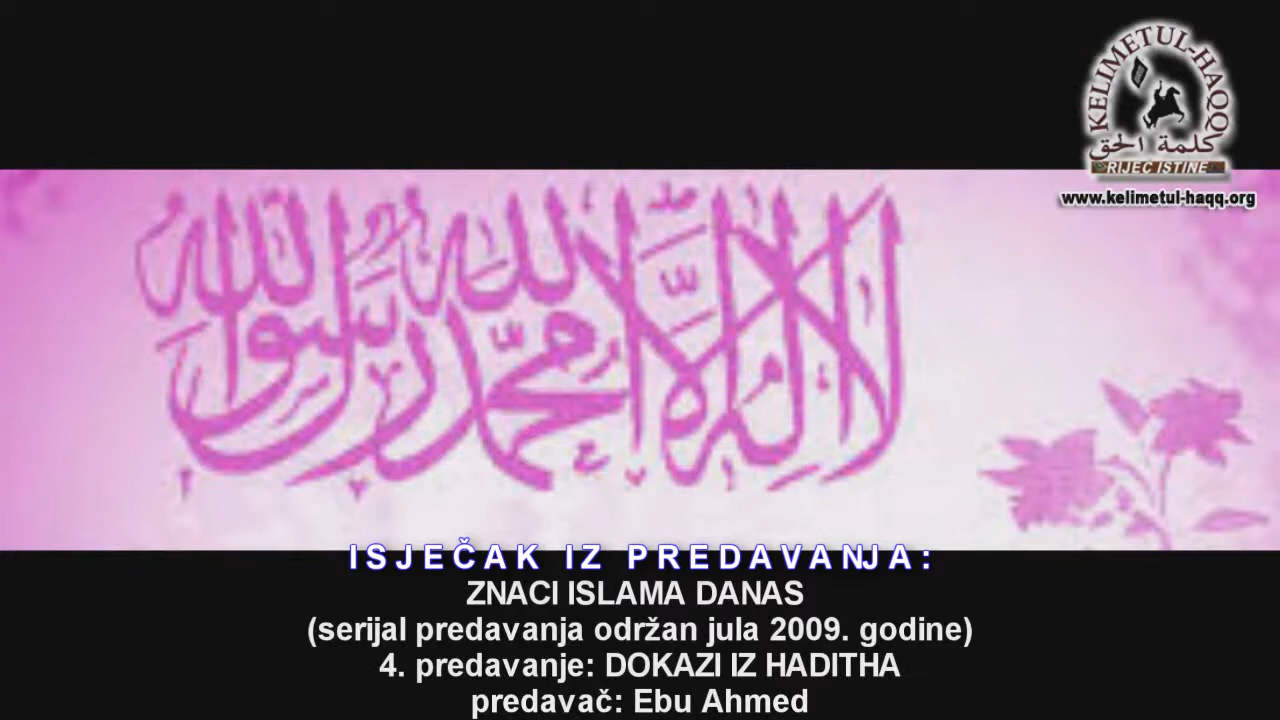 KELIMETUL-HAQQ
كلمة الحق
RIJEC ISTINE
www.kelimetul-haqq.org
لا إله إلا الله محمد رسول الله
ISJEČAK IZ PREDAVANJA:
ZNACI ISLAMA DANAS
(serijal predavanja održan jula 2009. godine)
4. predavanje: DOKAZI IZ HADITHA
predavač: Ebu Ahmed